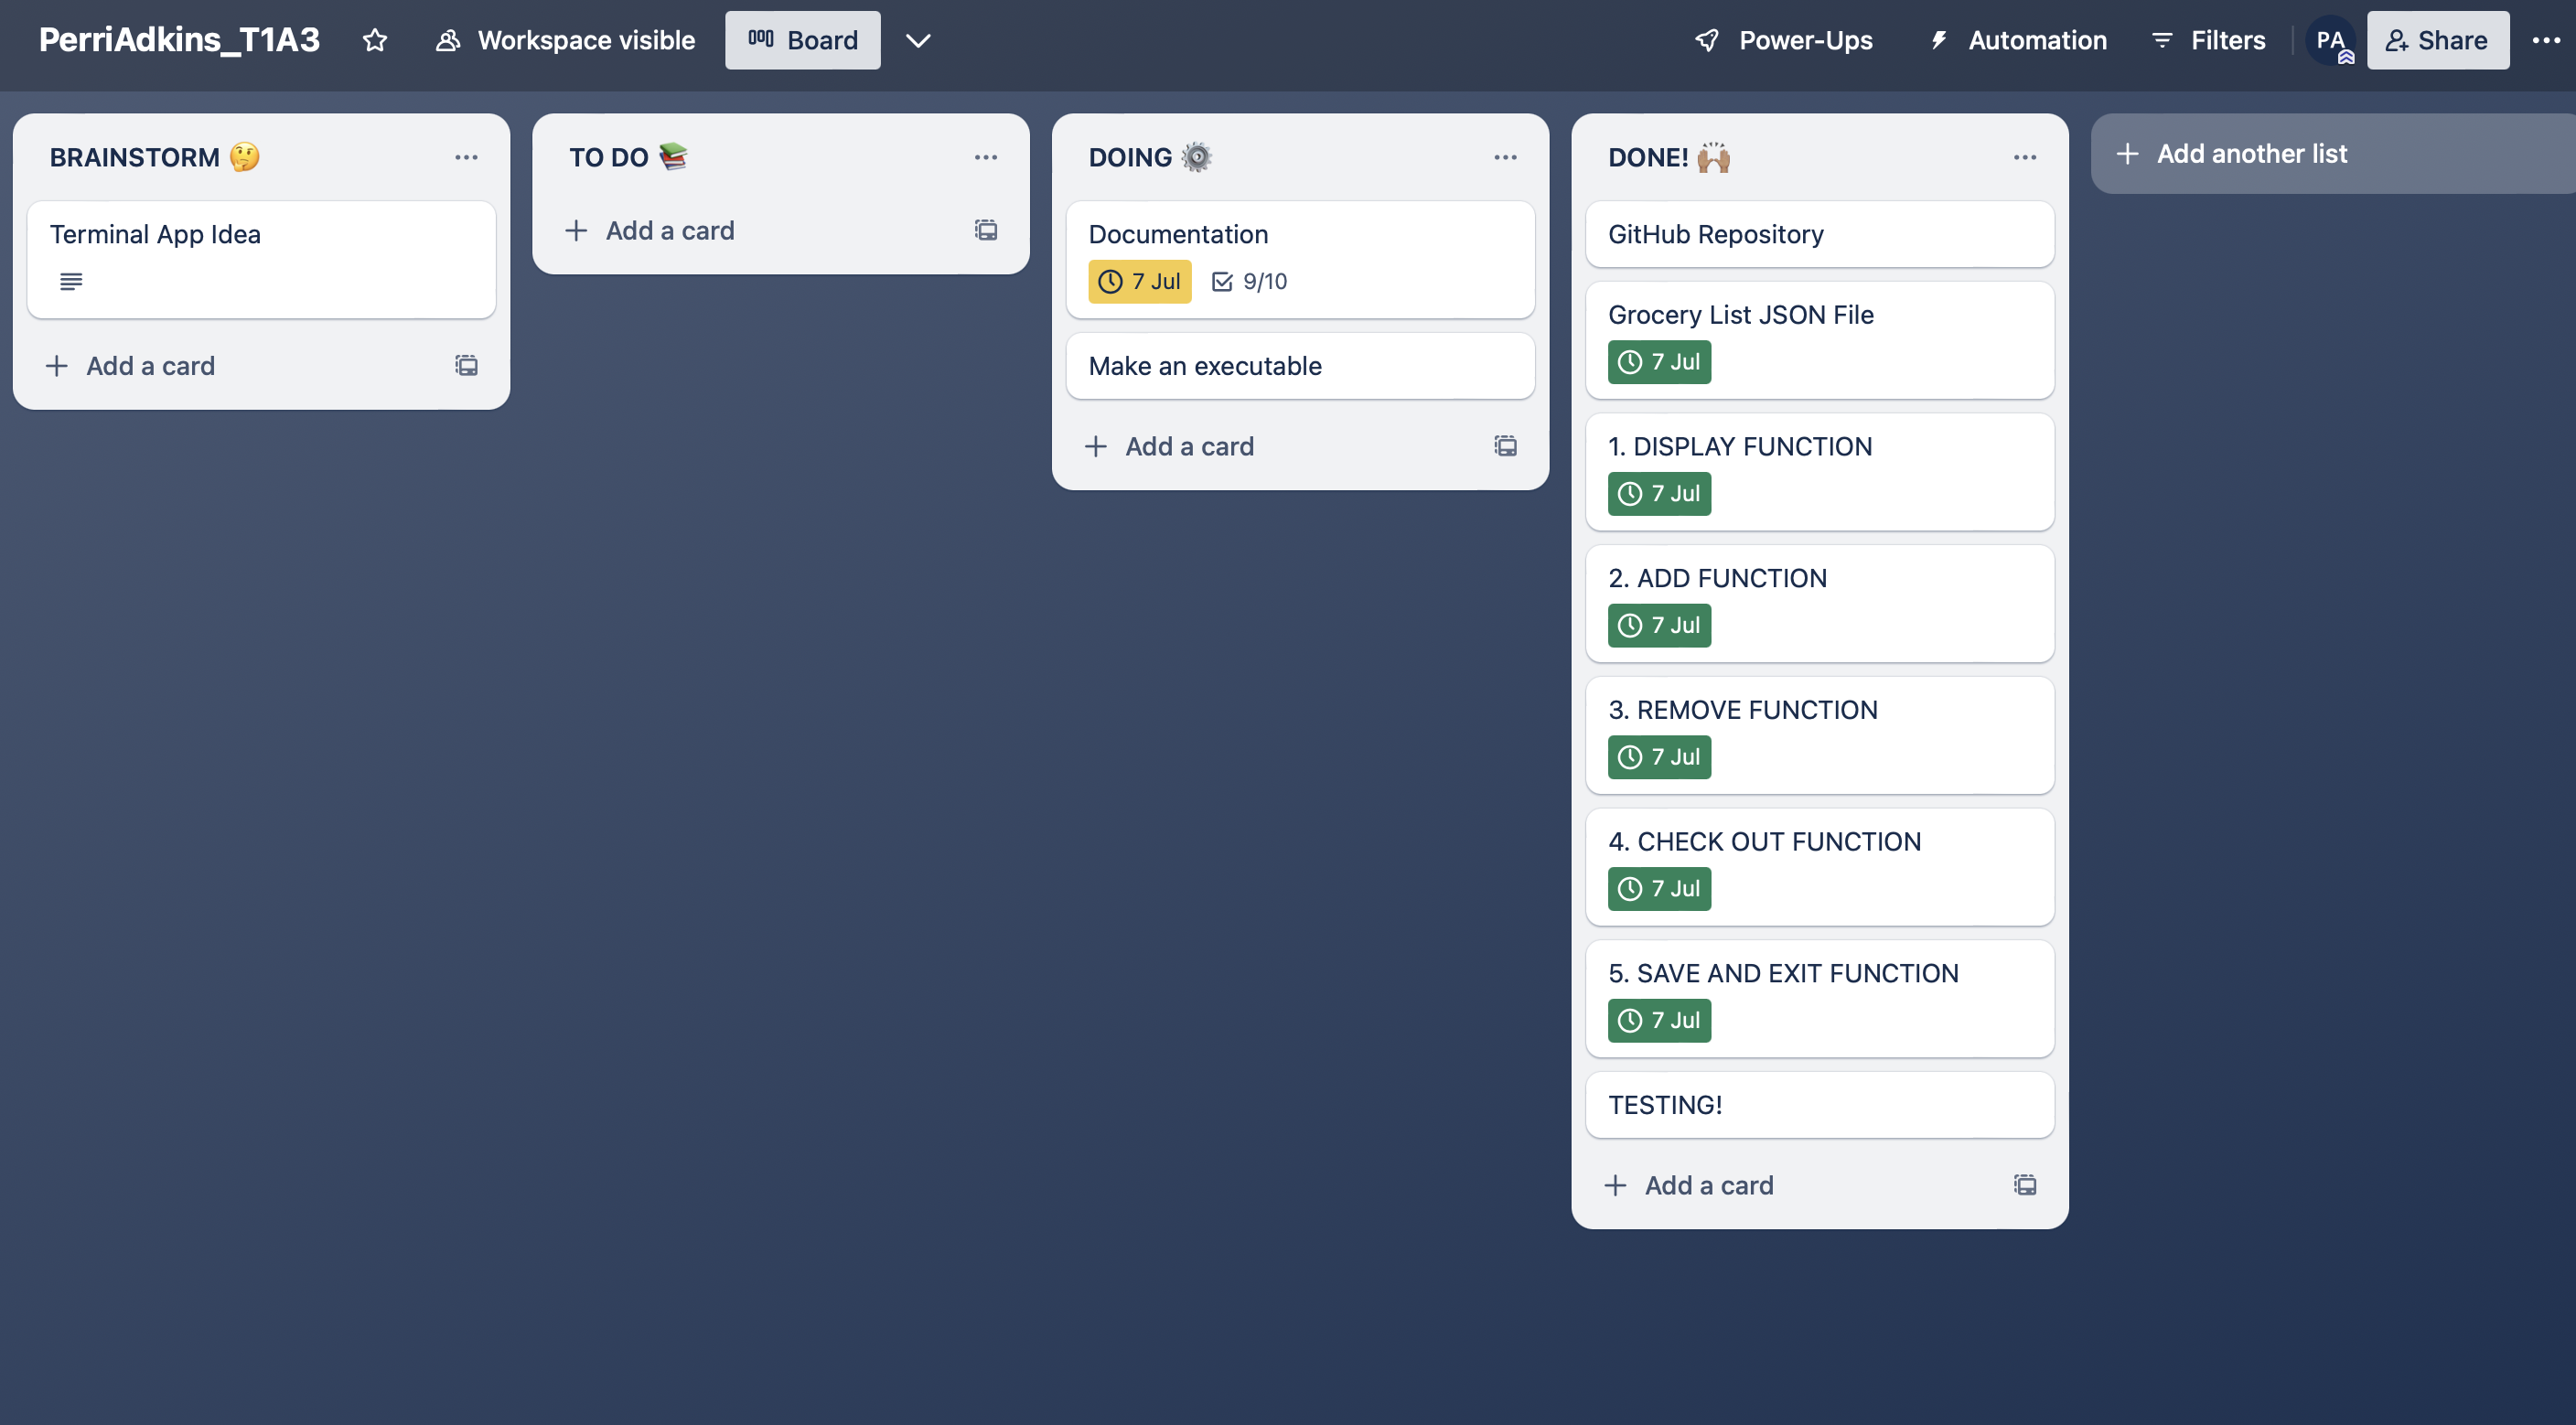 PerriAdkins_T1A3
Workspace visible
Board
Power-Ups
Automation
Filters
PA
Share
BRAINSTORM 🤔
Terminal App Idea
Add a card
TO DO 📚
Add a card
DOING ⚙️
Documentation
7 Jul
9/10
Make an executable
Add a card
DONE! 🙌🏽
GitHub Repository
Grocery List JSON File
7 Jul
1. DISPLAY FUNCTION
7 Jul
2. ADD FUNCTION
7 Jul
3. REMOVE FUNCTION
7 Jul
4. CHECK OUT FUNCTION
7 Jul
5. SAVE AND EXIT FUNCTION
7 Jul
TESTING!
Add a card
Add another list